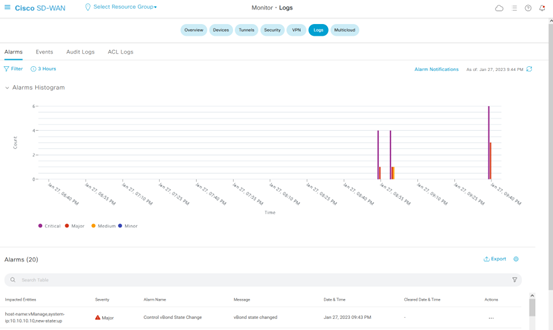 Cisco SD-WAN
Select Resource Group
Monitor · Logs
Overview
Devices
Tunnels
Security
VPN
Logs
Multicloud
Alarms
Events
Audit Logs
ACL Logs
Filter
3 Hours
Alarm Notifications
As of: Jan 27, 2023 9:44 PM
Alarms Histogram
6
4
2
0
Count
Jan 27, 06:40 PM
Jan 27, 06:55 PM
Jan 27, 07:10 PM
Jan 27, 07:25 PM
Jan 27, 07:40 PM
Jan 27, 07:55 PM
Jan 27, 08:10 PM
Jan 27, 08:25 PM
Jan 27, 08:40 PM
Jan 27, 08:55 PM
Jan 27, 09:10 PM
Jan 27, 09:25 PM
Jan 27, 09:40 PM
Time
Critical
Major
Medium
Minor
Alarms (20)
Export
Search Table
Impacted Entities
Severity
Alarm Name
Message
Date & Time
Cleared Date & Time
Actions
host-name:vManage,system-
ip:10.10.10.10,new-state:up
Major
Control vBond State Change
vBond state changed
Jan 27, 2023 09:43 PM